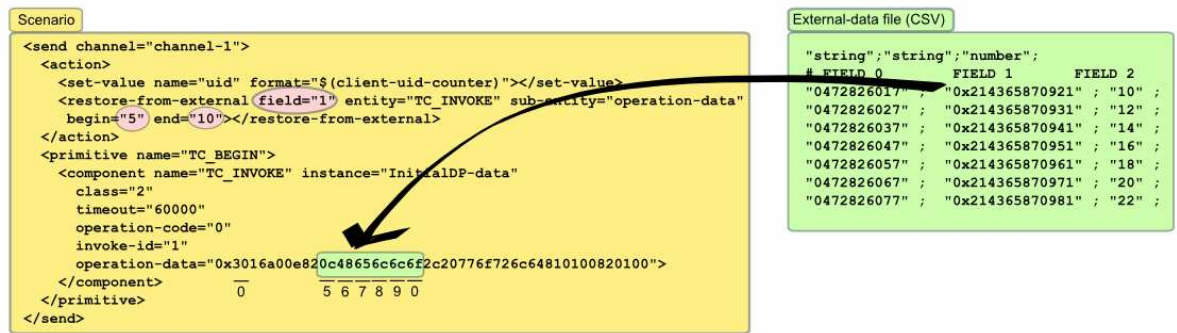 Scenario
<send channel="channel-1">
<action>
<set-value name="uid" format="$(client-uid-counter)"></set-value>
<restore-from-external field="1" entity="TC_INVOKE" sub-entity="operation-data"
begin="5" end="10"></restore-from-external>
</action>
<primitive name="TC_BEGIN">
<component name="TC_INVOKE" instance="InitialDP-data"
class="2"
timeout="60000"
operation-code="0"
invoke-id="1"
operation-data="0x3016a00e820c48656c6c6f2c20776f726c64810100820100">
</component>
0 5 6 7 8 9 0
</primitive>
</send>
External-data file (CSV)
"string";"string";"number";
# FIELD 0 FIELD 1 FIELD 2
"0472826017" ; "0x214365870921" ; "10" ;
"0472826027" ; "0x214365870931" ; "12" ;
"0472826037" ; "0x214365870941" ; "14" ;
"0472826047" ; "0x214365870951" ; "16" ;
"0472826057" ; "0x214365870961" ; "18" ;
"0472826067" ; "0x214365870971" ; "20" ;
"0472826077" ; "0x214365870981" ; "22" ;